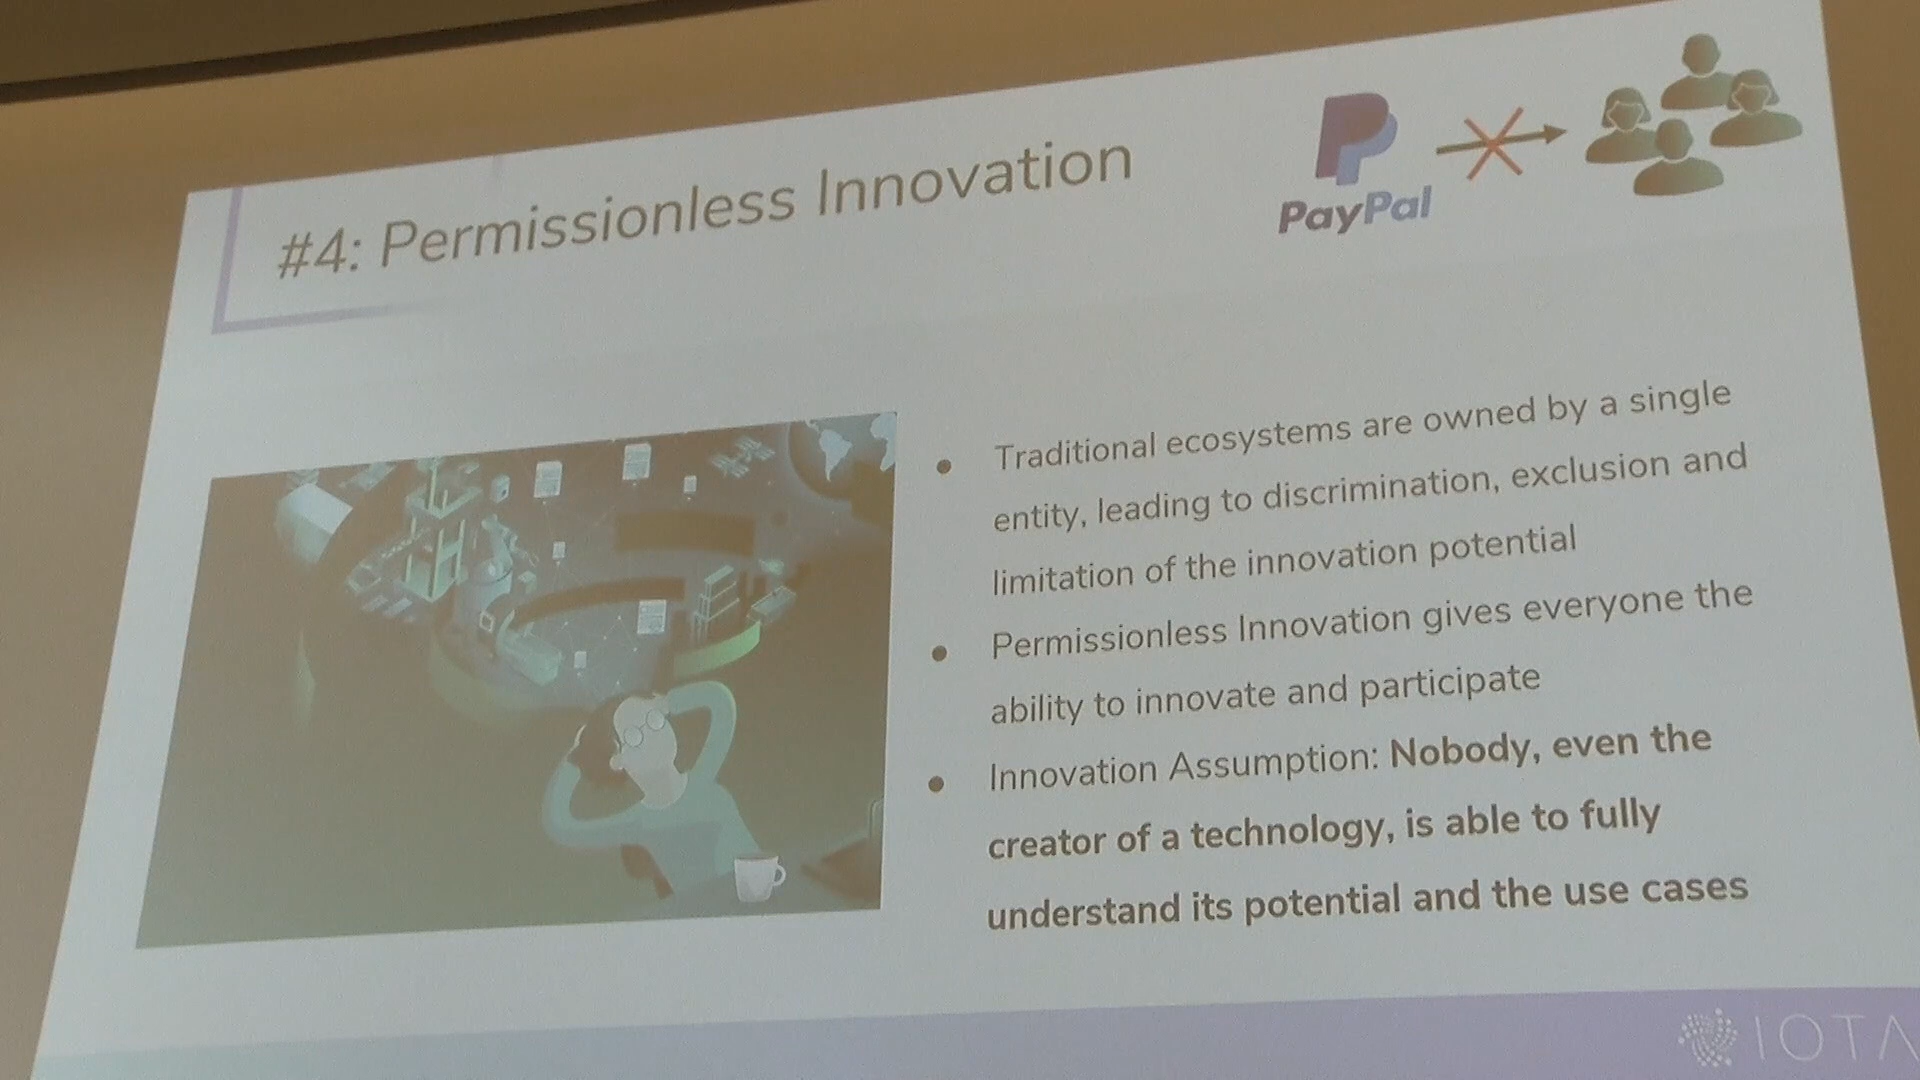 #4: Permissionless Innovation
PayPal
Traditional ecosystems are owned by a single
entity, leading to discrimination, exclusion and
limitation of the innovation potential
Permissionless Innovation gives everyone the
ability to innovate and participate
Innovation Assumption: Nobody, even the
creator of a technology, is able to fully
understand its potential and the use cases
IOTA